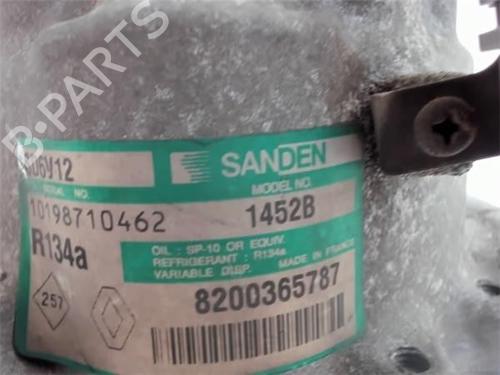 B-PARTS
SANDEN
SERIAL NO.
MODEL NO.
10198710462
1452B
R134a
OIL : SP-10 OR EQUIV.
REFRIGERANT : R134a
VARIABLE DISP. MADE IN FRANCE
257
8200365787